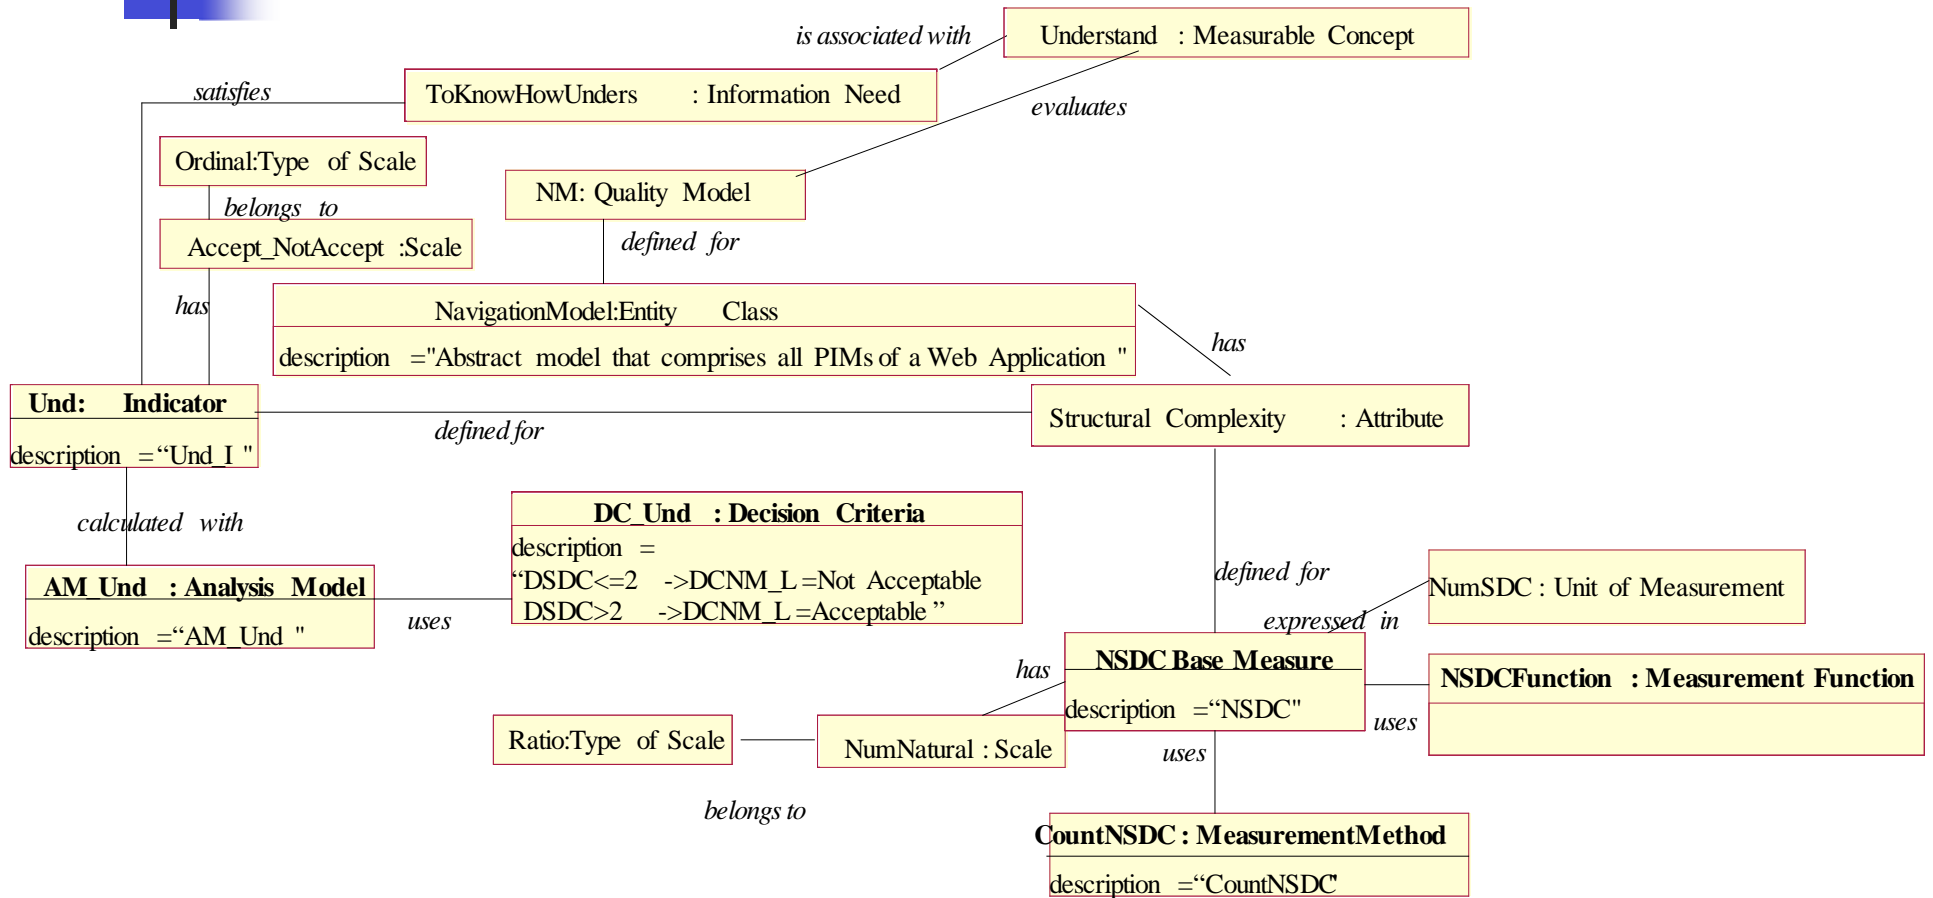 is associated with
Understand : Measurable Concept
satisfies
ToKnowHowUnders : Information Need
evaluates
Ordinal:Type of Scale
belongs to
NM: Quality Model
Accept_NotAccept :Scale
defined for
has
NavigationModel:Entity Class
description ="Abstract model that comprises all PIMs of a Web Application "
has
Und: Indicator
description =“Und_I "
defined for
Structural Complexity : Attribute
calculated with
DC_Und : Decision Criteria
description =
“DSDC<=2 ->DCNM_L =Not Acceptable
DSDC>2 ->DCNM_L =Acceptable ”
AM_Und : Analysis Model
description =“AM_Und "
uses
defined for
NumSDC : Unit of Measurement
expressed in
has
NSDC Base Measure
description =“NSDC"
NSDCFunction : Measurement Function
uses
Ratio:Type of Scale
NumNatural : Scale
uses
belongs to
CountNSDC : MeasurementMethod
description =“CountNSDC"